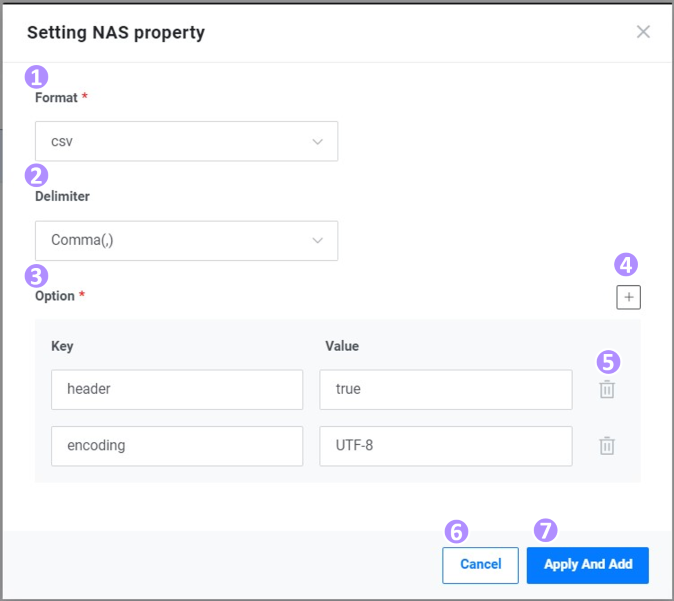 Setting NAS property
1
Format *
csv
2
Delimiter
Comma(,)
3
4
Option *
Key Value
5
header true
encoding UTF-8
6 7
Cancel Apply And Add